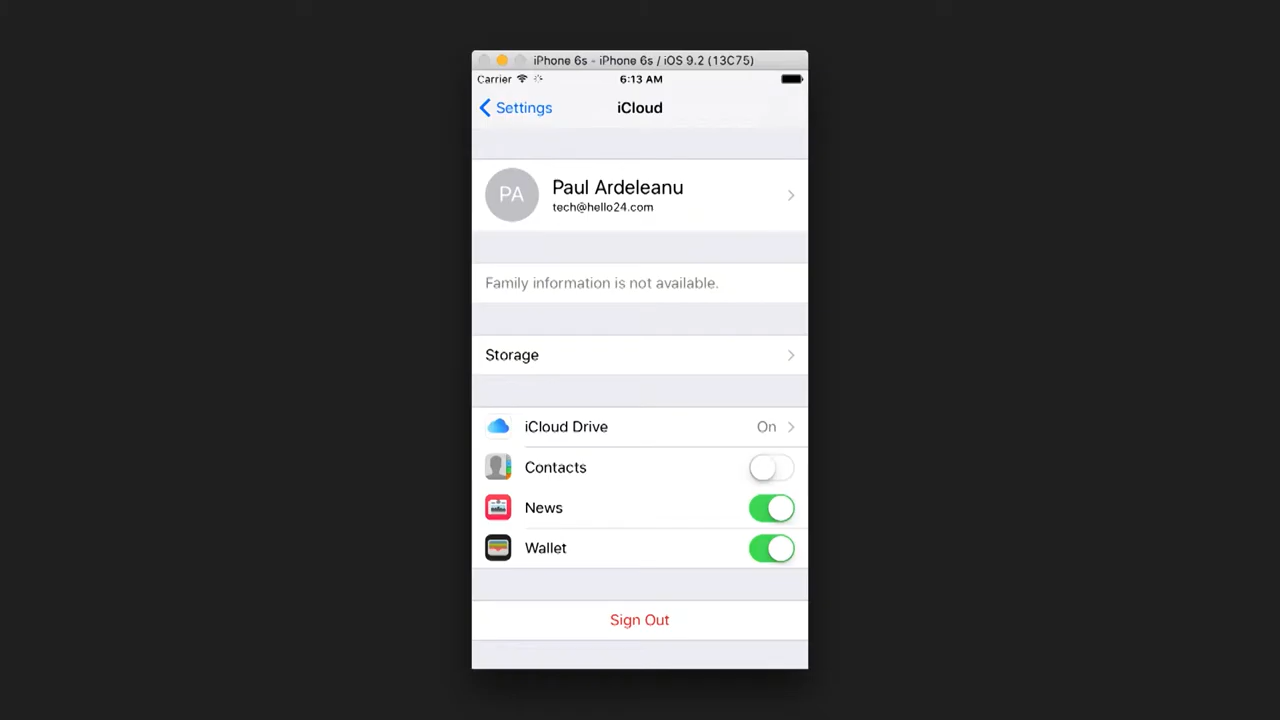 iPhone 6s - iPhone 6s / iOS 9.2 (13C75)
Carrier 6:13 AM
Settings iCloud
PA
Paul Ardeleanu
tech@hello24.com
Family information is not available.
Storage
iCloud Drive On
Contacts
News
Wallet
Sign Out